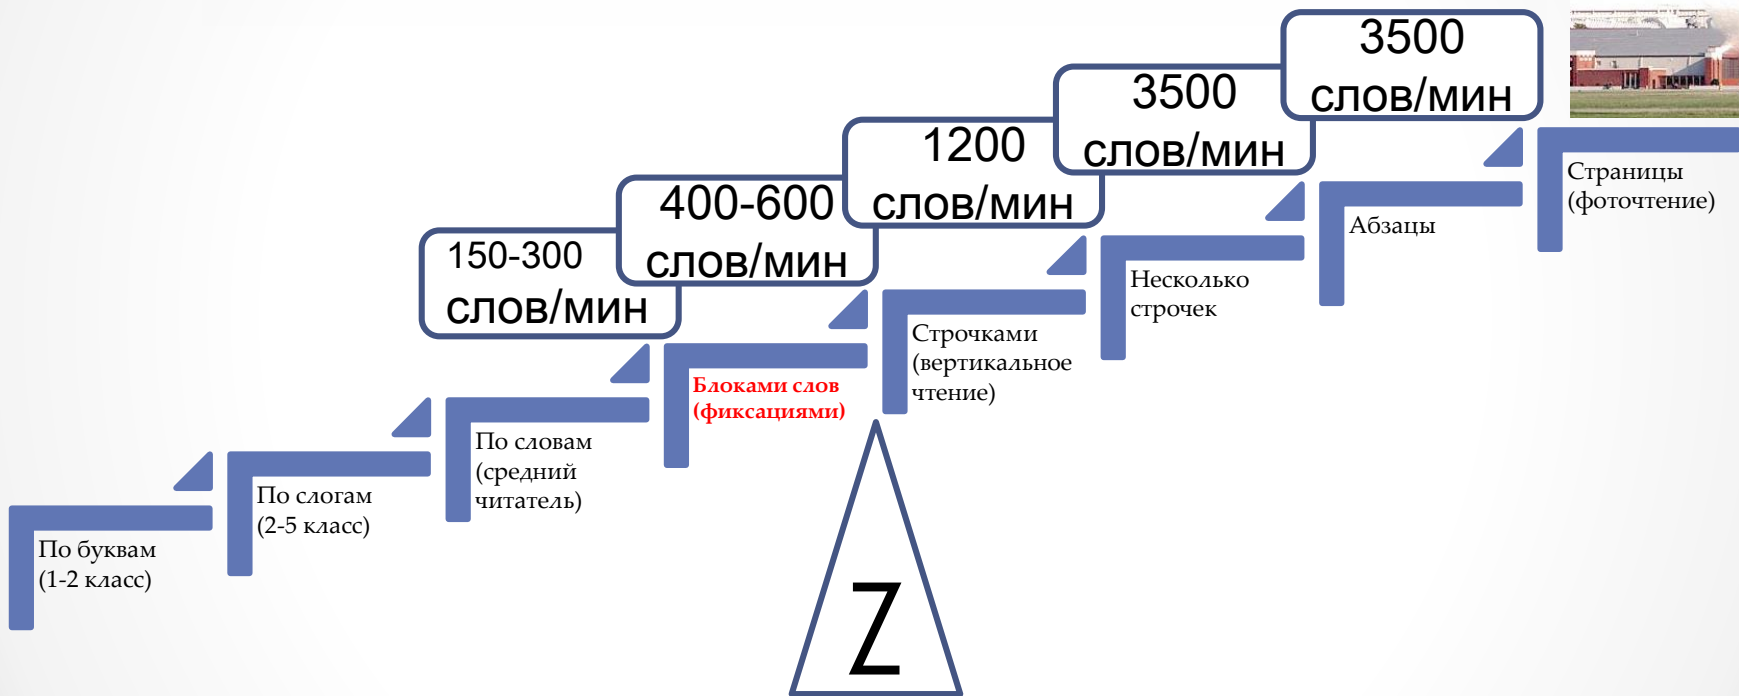 3500
слов/мин
3500
слов/мин
1200
слов/мин
400-600
слов/мин
150-300
слов/мин
Страницы
(фоточтение)
Абзацы
Несколько
строчек
Строчками
(вертикальное
чтение)
Блоками слов
(фиксациями)
По словам
(средний
читатель)
По слогам
(2-5 класс)
По буквам
(1-2 класс)
Z